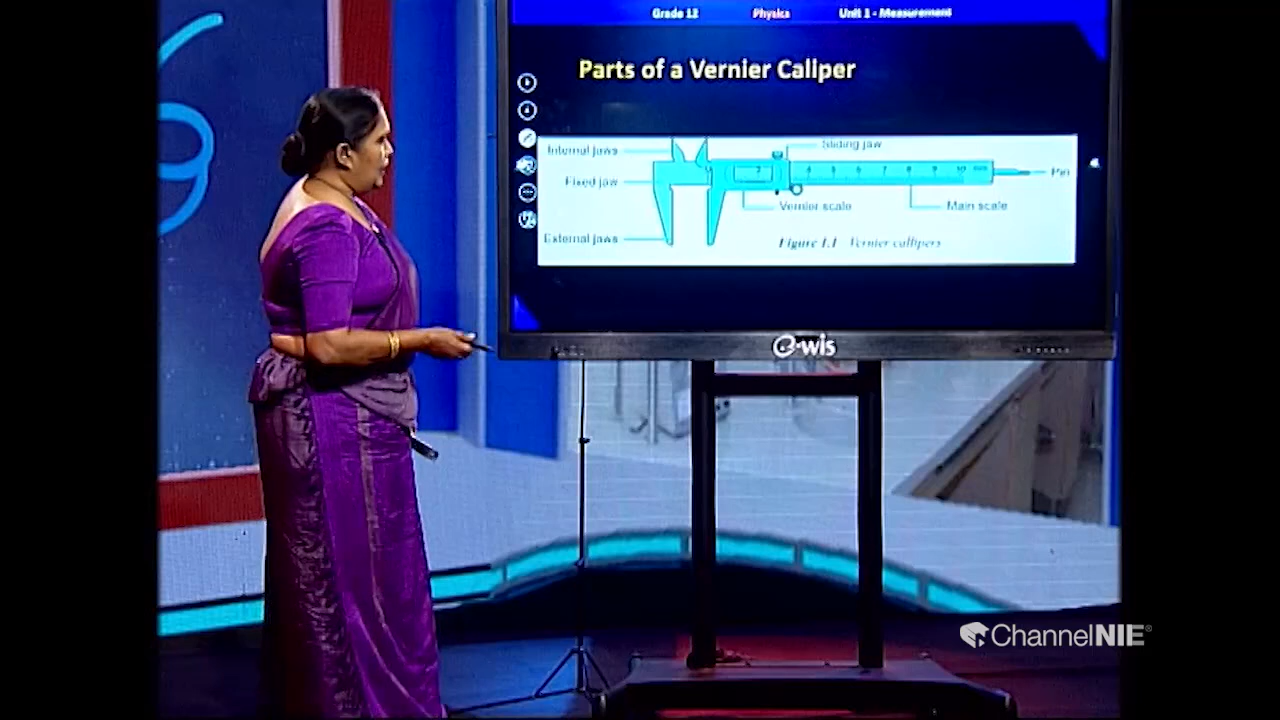 Grade 12 Physics Unit 1 - Measurement
Parts of a Vernier Caliper
Internal jaws
Sliding jaw
Fixed jaw
Pin
Vernier scale
Main scale
External jaws
Figure 1.1 Vernier callipers
e-wis
ChannelNIE